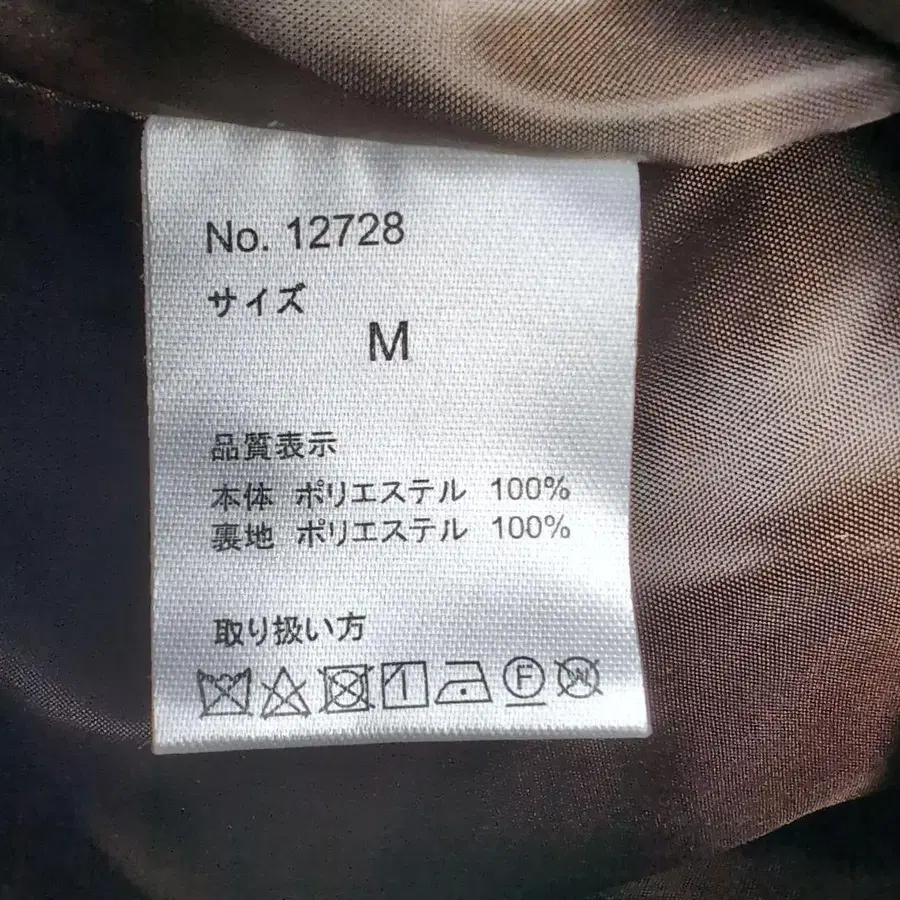 No. 12728
サイズ
M
品質表示
本体 ポリエステル 100%
裏地 ポリエステル 100%
取り扱い方
F W